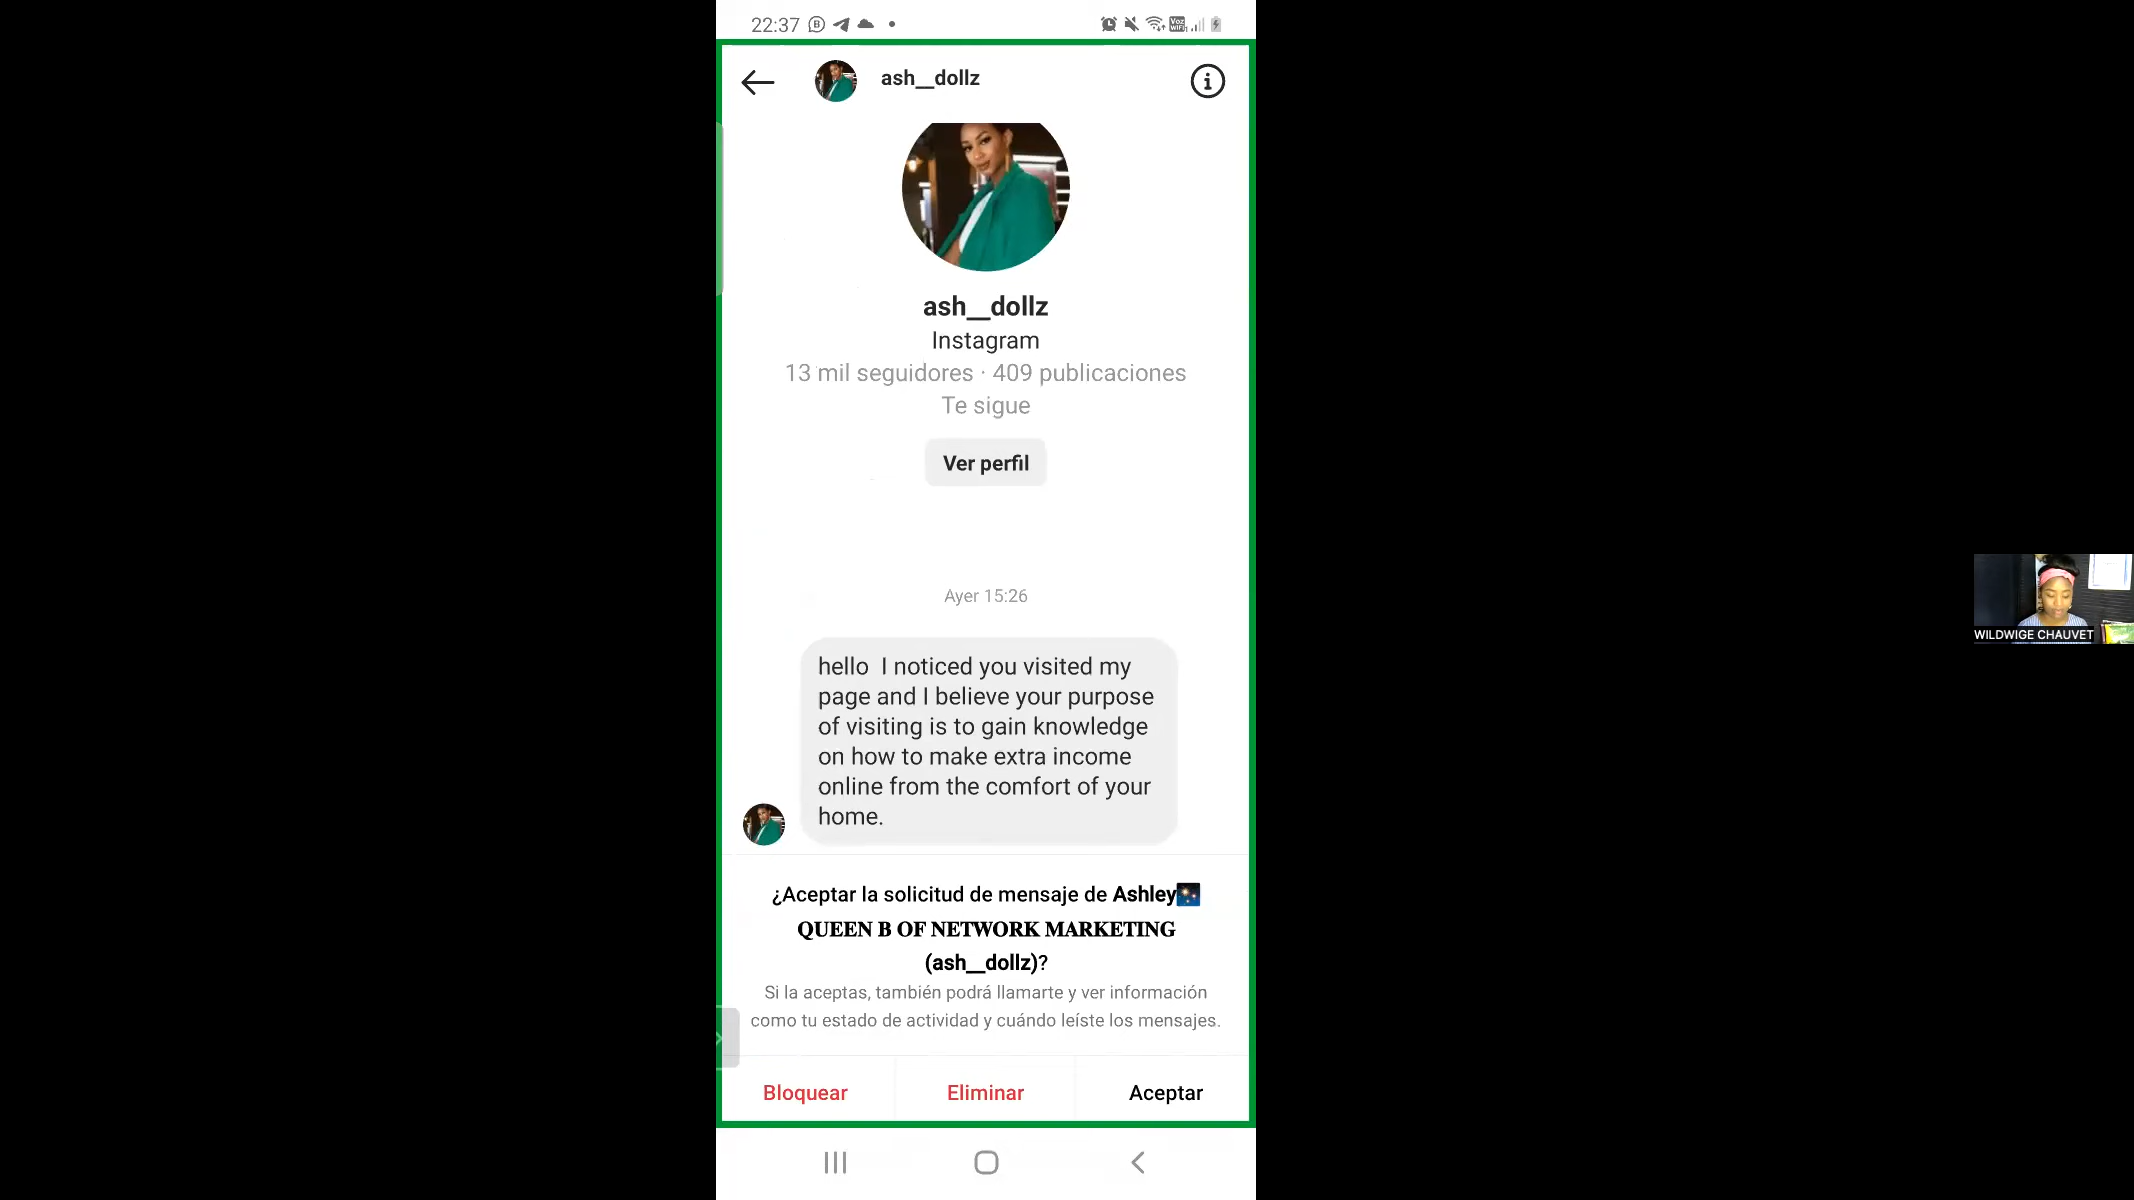 22:37
ash__dollz
ash__dollz
Instagram
13 mil seguidores · 409 publicaciones
Te sigue
Ver perfil
Ayer 15:26
hello  I noticed you visited my
page and I believe your purpose
of visiting is to gain knowledge
on how to make extra income
online from the comfort of your
home.
¿Aceptar la solicitud de mensaje de Ashley🎇
QUEEN B OF NETWORK MARKETING
(ash__dollz)?
Si la aceptas, también podrá llamarte y ver información
como tu estado de actividad y cuándo leíste los mensajes.
Bloquear
Eliminar
Aceptar
WILDWIGE CHAUVET